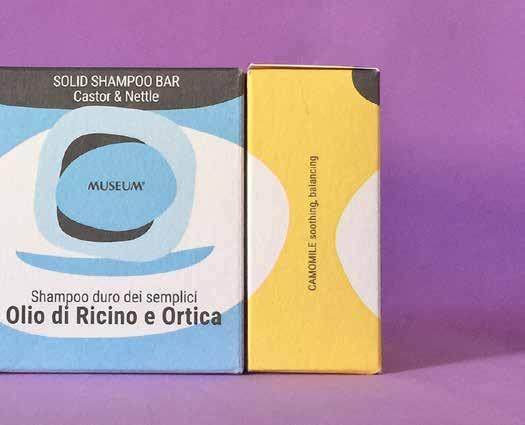 SOLID SHAMPOO BAR
Castor & Nettle
MUSEUM®
Shampoo duro dei semplici
Olio di Ricino e Ortica
CAMOMILE soothing, balancing